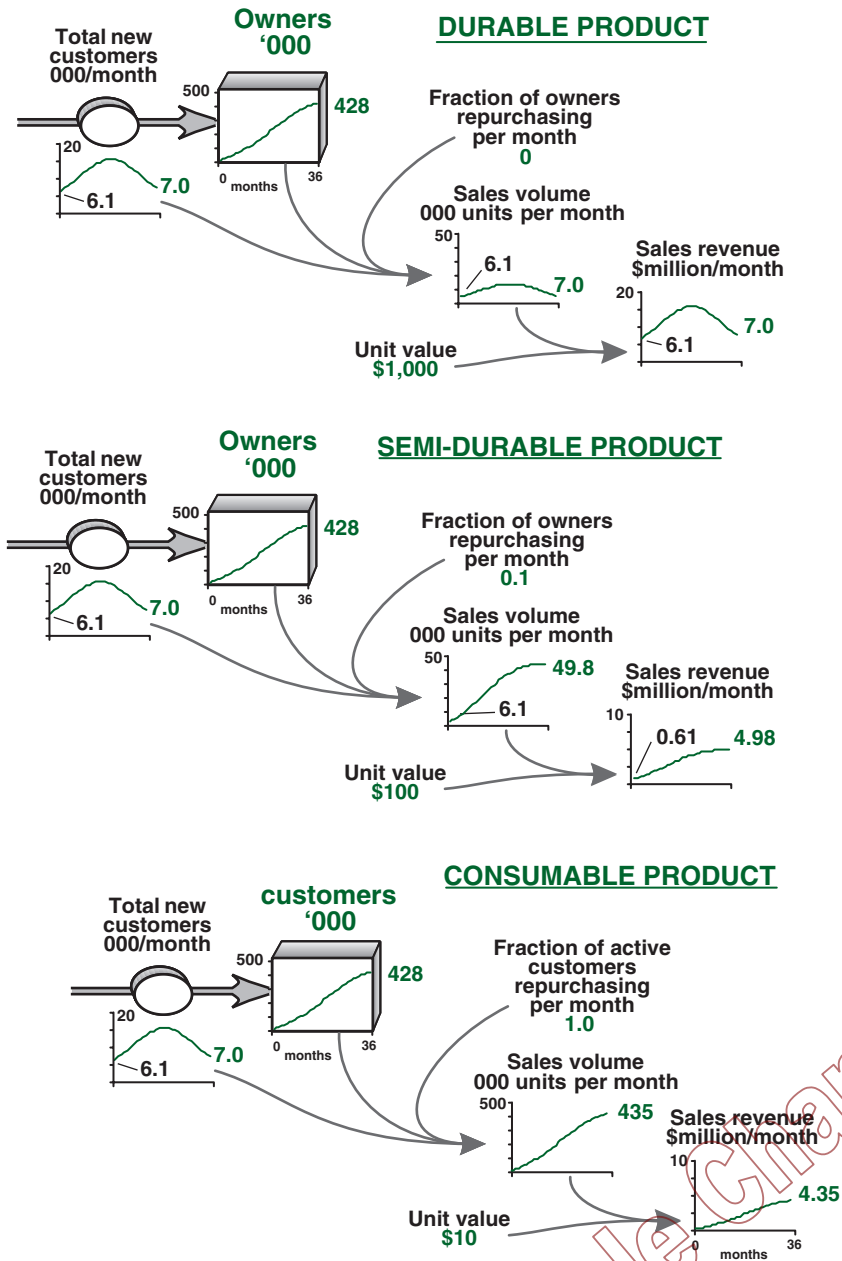 DURABLE PRODUCT
Owners
‘000
Total new
customers
000/month
500
428
0
months
36
20
6.1
7.0
Fraction of owners
repurchasing
per month
0
Sales volume
000 units per month
50
6.1
7.0
Sales revenue
$million/month
20
6.1
7.0
Unit value
$1,000
SEMI-DURABLE PRODUCT
Owners
‘000
Total new
customers
000/month
500
428
0
months
36
20
6.1
7.0
Fraction of owners
repurchasing
per month
0.1
Sales volume
000 units per month
50
49.8
6.1
Sales revenue
$million/month
10
0.61
4.98
Unit value
$100
CONSUMABLE PRODUCT
customers
‘000
Total new
customers
000/month
500
428
0
months
36
20
6.1
7.0
Fraction of active
customers
repurchasing
per month
1.0
Sales volume
000 units per month
500
435
Sales revenue
$million/month
10
4.35
0
months
36
Unit value
$10